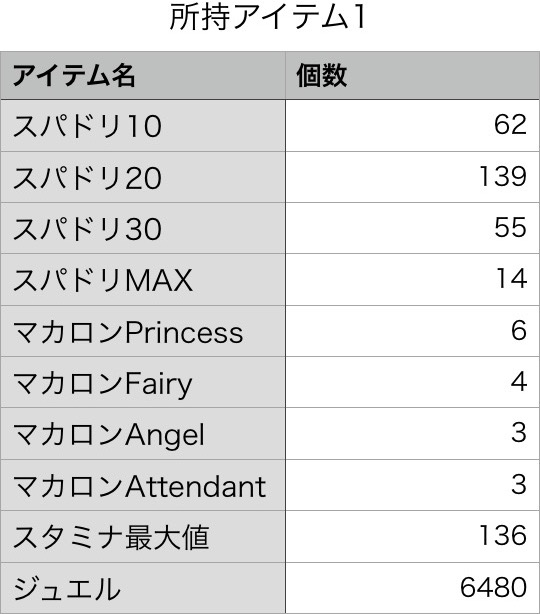 所持アイテム1
アイテム名 個数
スパドリ10 62
スパドリ20 139
スパドリ30 55
スパドリMAX 14
マカロンPrincess 6
マカロンFairy 4
マカロンAngel 3
マカロンAttendant 3
スタミナ最大値 136
ジュエル 6480